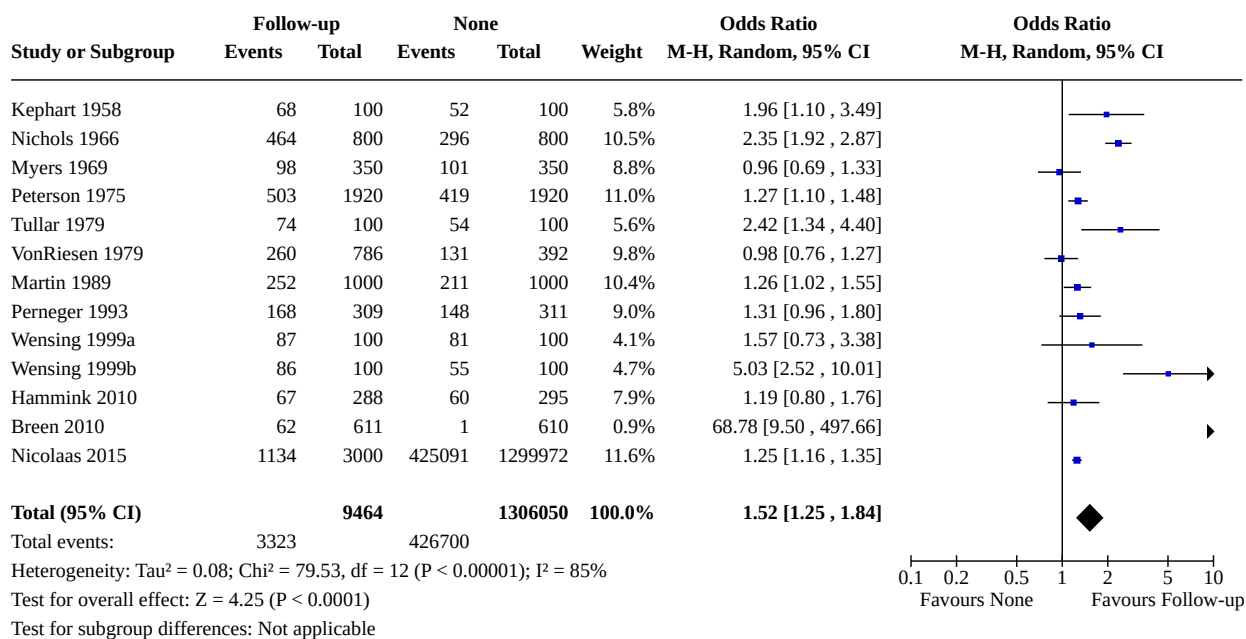 Follow-up None Odds Ratio Odds Ratio
Study or Subgroup Events Total Events Total Weight M-H, Random, 95% CI M-H, Random, 95% CI
Kephart 1958 68 100 52 100 5.8% 1.96 [1.10 , 3.49]
Nichols 1966 464 800 296 800 10.5% 2.35 [1.92 , 2.87]
Myers 1969 98 350 101 350 8.8% 0.96 [0.69 , 1.33]
Peterson 1975 503 1920 419 1920 11.0% 1.27 [1.10 , 1.48]
Tullar 1979 74 100 54 100 5.6% 2.42 [1.34 , 4.40]
VonRiesen 1979 260 786 131 392 9.8% 0.98 [0.76 , 1.27]
Martin 1989 252 1000 211 1000 10.4% 1.26 [1.02 , 1.55]
Perneger 1993 168 309 148 311 9.0% 1.31 [0.96 , 1.80]
Wensing 1999a 87 100 81 100 4.1% 1.57 [0.73 , 3.38]
Wensing 1999b 86 100 55 100 4.7% 5.03 [2.52 , 10.01]
Hammink 2010 67 288 60 295 7.9% 1.19 [0.80 , 1.76]
Breen 2010 62 611 1 610 0.9% 68.78 [9.50 , 497.66]
Nicolaas 2015 1134 3000 425091 1299972 11.6% 1.25 [1.16 , 1.35]
Total (95% CI) 9464 1306050 100.0% 1.52 [1.25 , 1.84]
Total events: 3323 426700
Heterogeneity: Tau² = 0.08; Chi² = 79.53, df = 12 (P < 0.00001); I² = 85%
0.1 0.2 0.5 1 2 5 10
Test for overall effect: Z = 4.25 (P < 0.0001)
Favours None Favours Follow-up
Test for subgroup differences: Not applicable